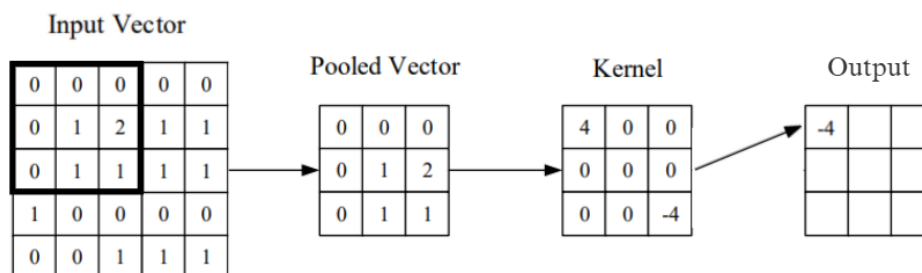 Input Vector
Pooled Vector
Kernel
Output
0 0 0 0 0
0 1 2 1 1
0 1 1 1 1
1 0 0 0 0
0 0 1 1 1
0 0 0
0 1 2
0 1 1
4 0 0
0 0 0
0 0 -4
-4